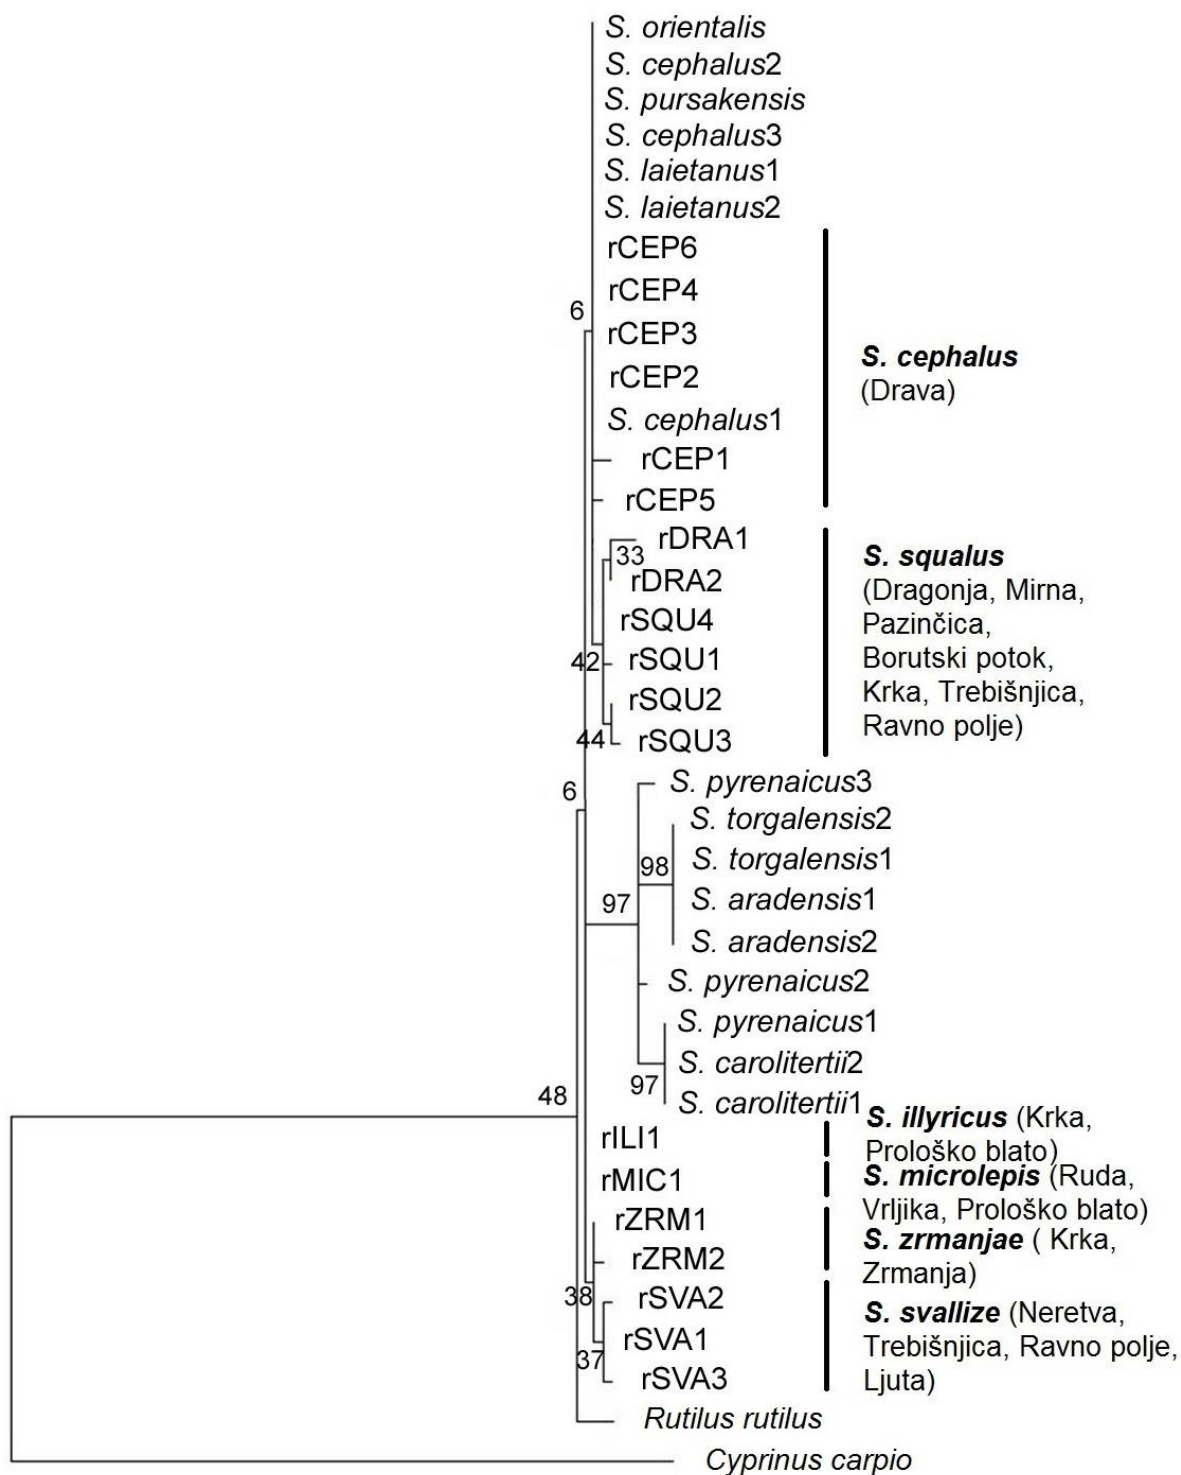 S. orientalis
S. cephalus2
S. pursakensis
S. cephalus3
S. laietanus1
S. laietanus2
rCEP6
rCEP4
6
rCEP3
rCEP2
S. cephalus1
rCEP1
rCEP5
S. cephalus
(Drava)
rDRA1
33
rDRA2
rSQU4
42
rSQU1
rSQU2
44
rSQU3
S. squalus
(Dragonja, Mirna,
Pazinčica,
Borutski potok,
Krka, Trebišnjica,
Ravno polje)
6
S. pyrenaicus3
S. torgalensis2
98
S. torgalensis1
S. aradensis1
97
S. aradensis2
S. pyrenaicus2
S. pyrenaicus1
S. carolitertii2
97
S. carolitertii1
48
rILI1
S. illyricus (Krka,
Prološko blato)
rMIC1
S. microlepis (Ruda,
Vrljika, Prološko blato)
rZRM1
rZRM2
S. zrmanjae ( Krka,
Zrmanja)
38
rSVA2
rSVA1
37
rSVA3
S. svallize (Neretva,
Trebišnjica, Ravno polje,
Ljuta)
Rutilus rutilus
Cyprinus carpio